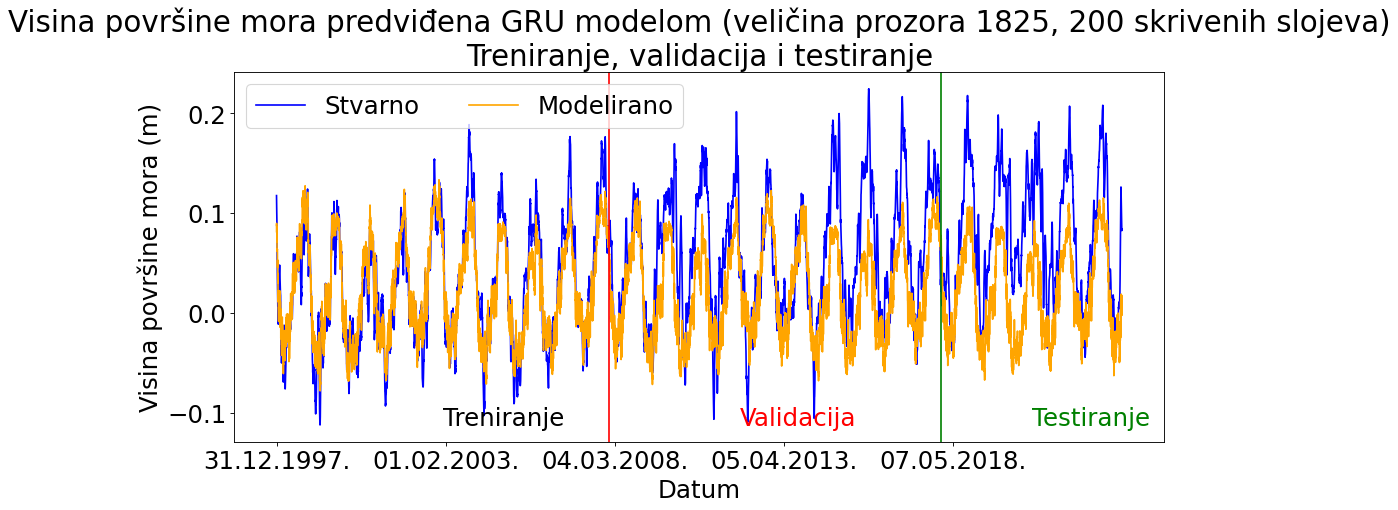 Visina površine mora predviđena GRU modelom (veličina prozora 1825, 200 skrivenih slojeva)
Treniranje, validacija i testiranje
Stvarno
Modelirano
Visina površine mora (m)
0.2
0.1
0.0
−0.1
Treniranje
Validacija
Testiranje
31.12.1997.
01.02.2003.
04.03.2008.
05.04.2013.
07.05.2018.
Datum